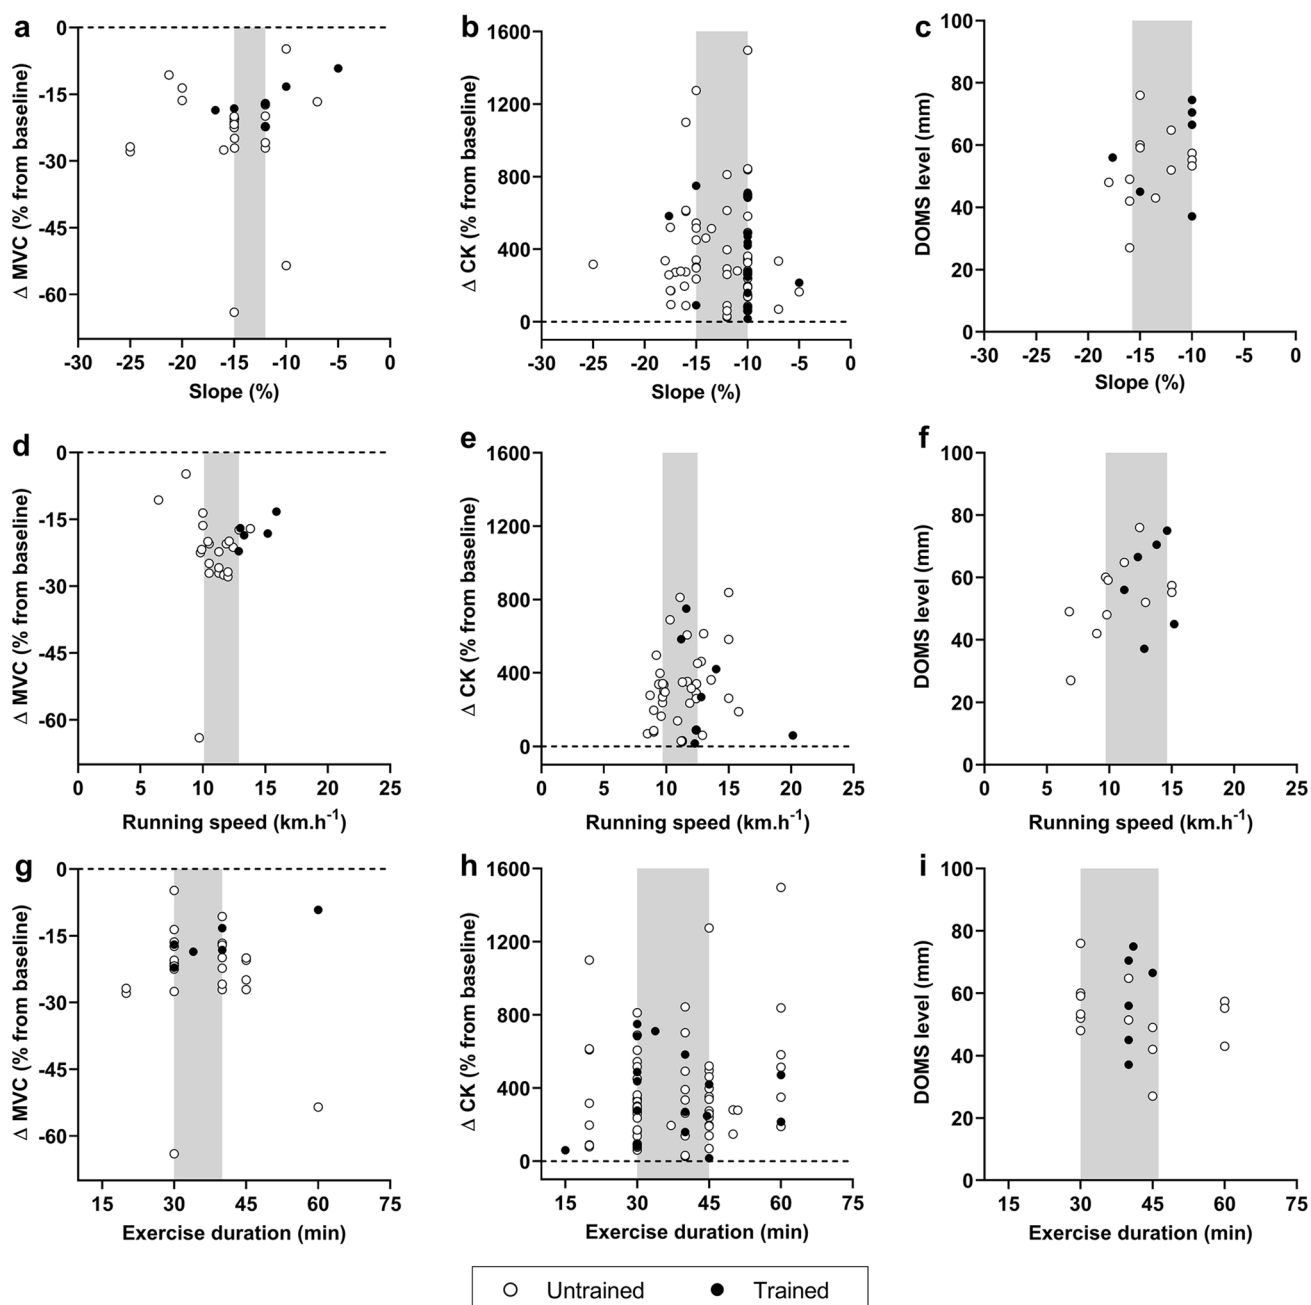 a
b
c
0
-15
-30
-45
-60
Δ MVC (% from baseline)
-30 -25 -20 -15 -10 -5 0
Slope (%)
1600
1200
800
400
0
Δ CK (% from baseline)
-30 -25 -20 -15 -10 -5 0
Slope (%)
100
80
60
40
20
0
DOMS level (mm)
-30 -25 -20 -15 -10 -5 0
Slope (%)
d
e
f
0
-15
-30
-45
-60
Δ MVC (% from baseline)
0 5 10 15 20 25
Running speed (km.h-1)
1600
1200
800
400
0
Δ CK (% from baseline)
0 5 10 15 20 25
Running speed (km.h-1)
100
80
60
40
20
0
DOMS level (mm)
0 5 10 15 20 25
Running speed (km.h-1)
g
h
i
0
-15
-30
-45
-60
Δ MVC (% from baseline)
15 30 45 60 75
Exercise duration (min)
1600
1200
800
400
0
Δ CK (% from baseline)
15 30 45 60 75
Exercise duration (min)
100
80
60
40
20
0
DOMS level (mm)
15 30 45 60 75
Exercise duration (min)
Untrained Trained